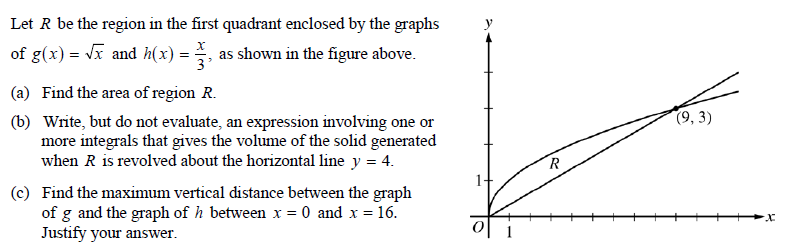 Let R be the region in the first quadrant enclosed by the graphs
of g(x) = √x and h(x) = x/3, as shown in the figure above.
(a) Find the area of region R.
(b) Write, but do not evaluate, an expression involving one or
more integrals that gives the volume of the solid generated
when R is revolved about the horizontal line y = 4.
(c) Find the maximum vertical distance between the graph
of g and the graph of h between x = 0 and x = 16.
Justify your answer.
y
(9, 3)
R
1
x
O
1